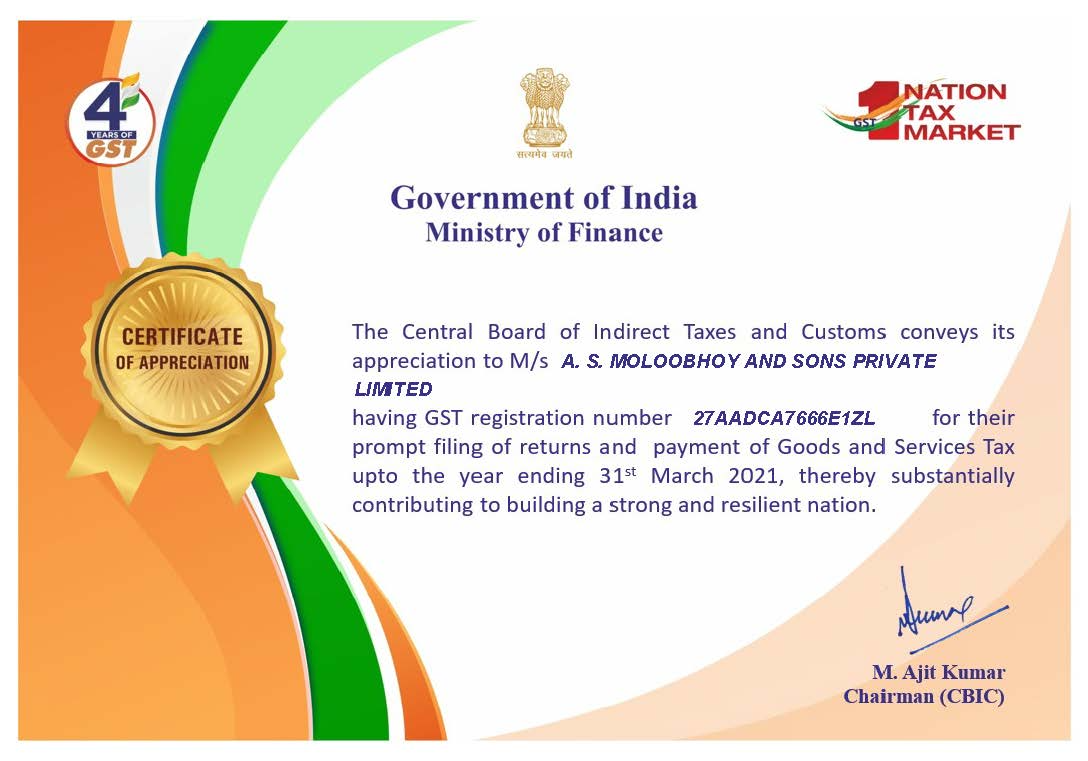 4
YEARS OF
GST
सत्यमेव जयते
GST
1 NATION
TAX
MARKET
Government of India
Ministry of Finance
CERTIFICATE
OF APPRECIATION
The Central Board of Indirect Taxes and Customs conveys its
appreciation to M/s A. S. MOLOOBHOY AND SONS PRIVATE
LIMITED
having GST registration number 27AADCA7666E1ZL for their
prompt filing of returns and payment of Goods and Services Tax
upto the year ending 31st March 2021, thereby substantially
contributing to building a strong and resilient nation.
M. Ajit Kumar
Chairman (CBIC)